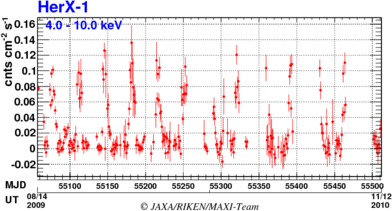 HerX-1
4.0 - 10.0 keV
cnts cm-2 s-1
0.16
0.14
0.12
0.1
0.08
0.06
0.04
0.02
0
-0.02
MJD 55100 55150 55200 55250 55300 55350 55400 55450 55500
UT 08/14 2009 11/12 2010
© JAXA/RIKEN/MAXI-Team